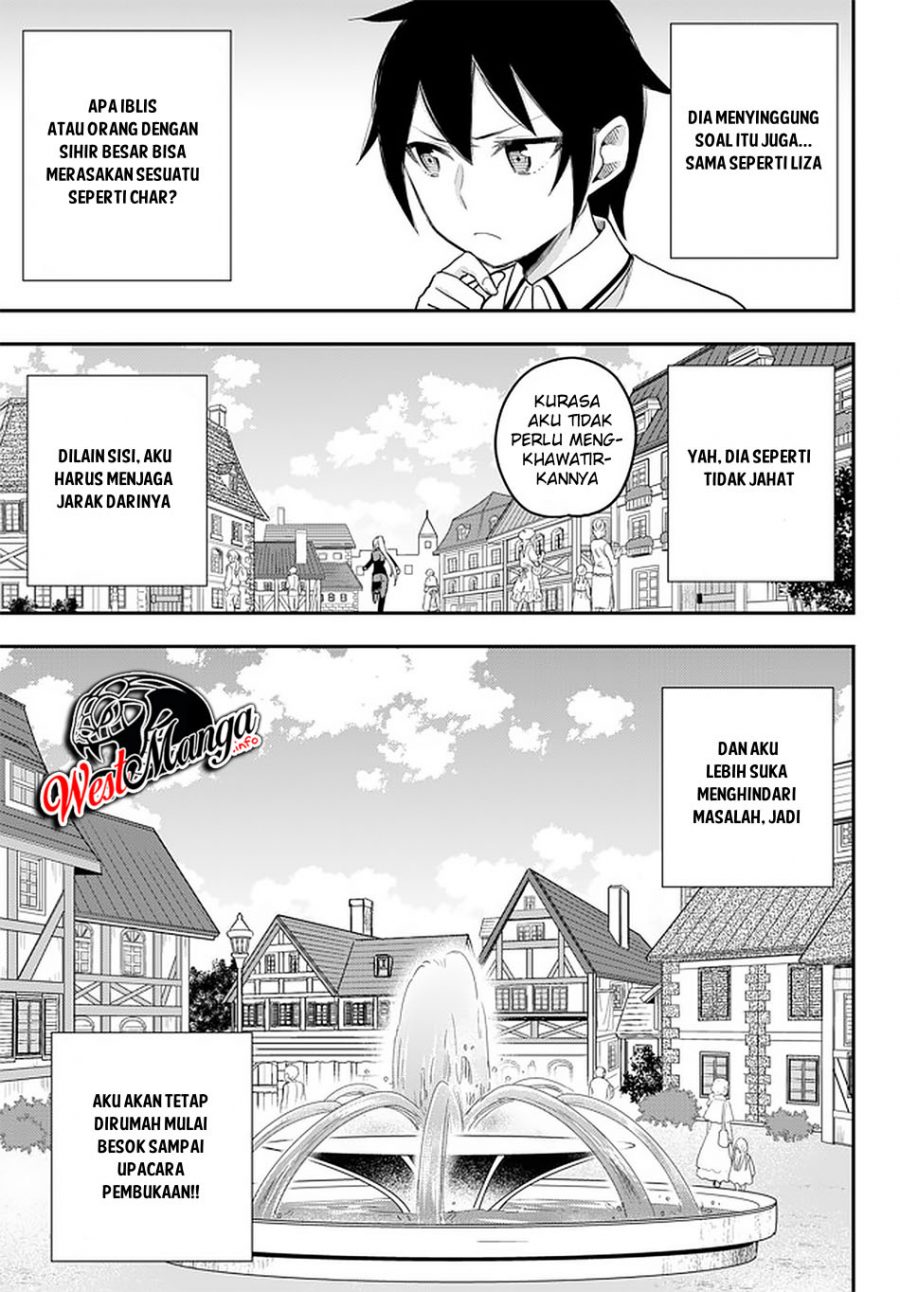 DIA MENYINGGUNG
SOAL ITU JUGA...
SAMA SEPERTI LIZA
APA IBLIS
ATAU ORANG DENGAN
SIHIR BESAR BISA
MERASAKAN SESUATU
SEPERTI CHAR?
YAH, DIA SEPERTI
TIDAK JAHAT
KURASA
AKU TIDAK
PERLU MENG-
KHAWATIR-
KANNYA
DILAIN SISI, AKU
HARUS MENJAGA
JARAK DARINYA
DAN AKU
LEBIH SUKA
MENGHINDARI
MASALAH, JADI
WestManga
.info
AKU AKAN TETAP
DIRUMAH MULAI
BESOK SAMPAI
UPACARA
PEMBUKAAN!!